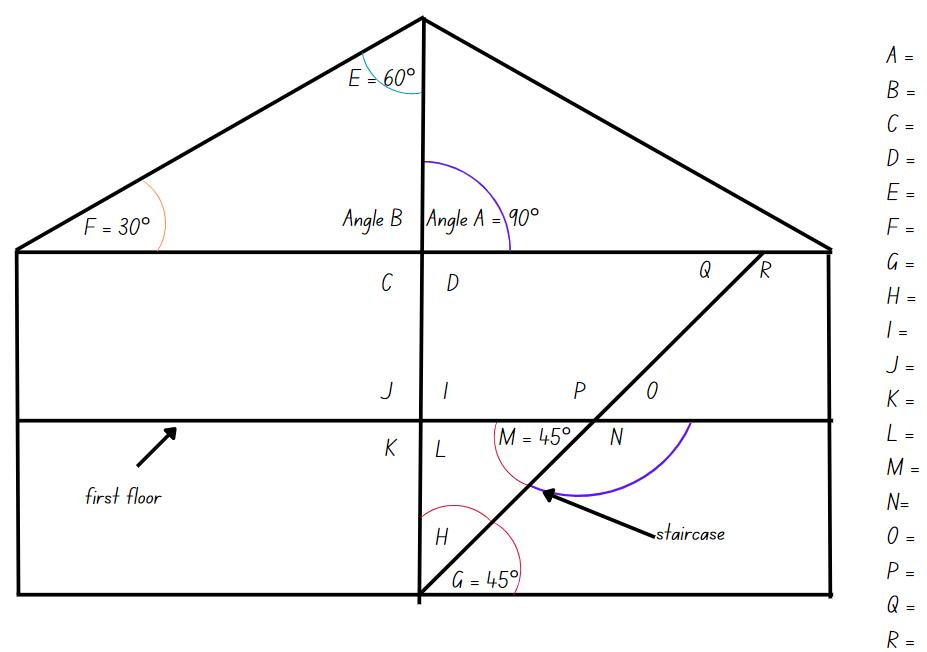 E = 60°
F = 30°
Angle B
Angle A = 90°
C
D
Q
R
J
I
P
O
K
L
M = 45°
N
first floor
H
staircase
G = 45°
A =
B =
C =
D =
E =
F =
G =
H =
I =
J =
K =
L =
M =
N=
O =
P =
Q =
R =